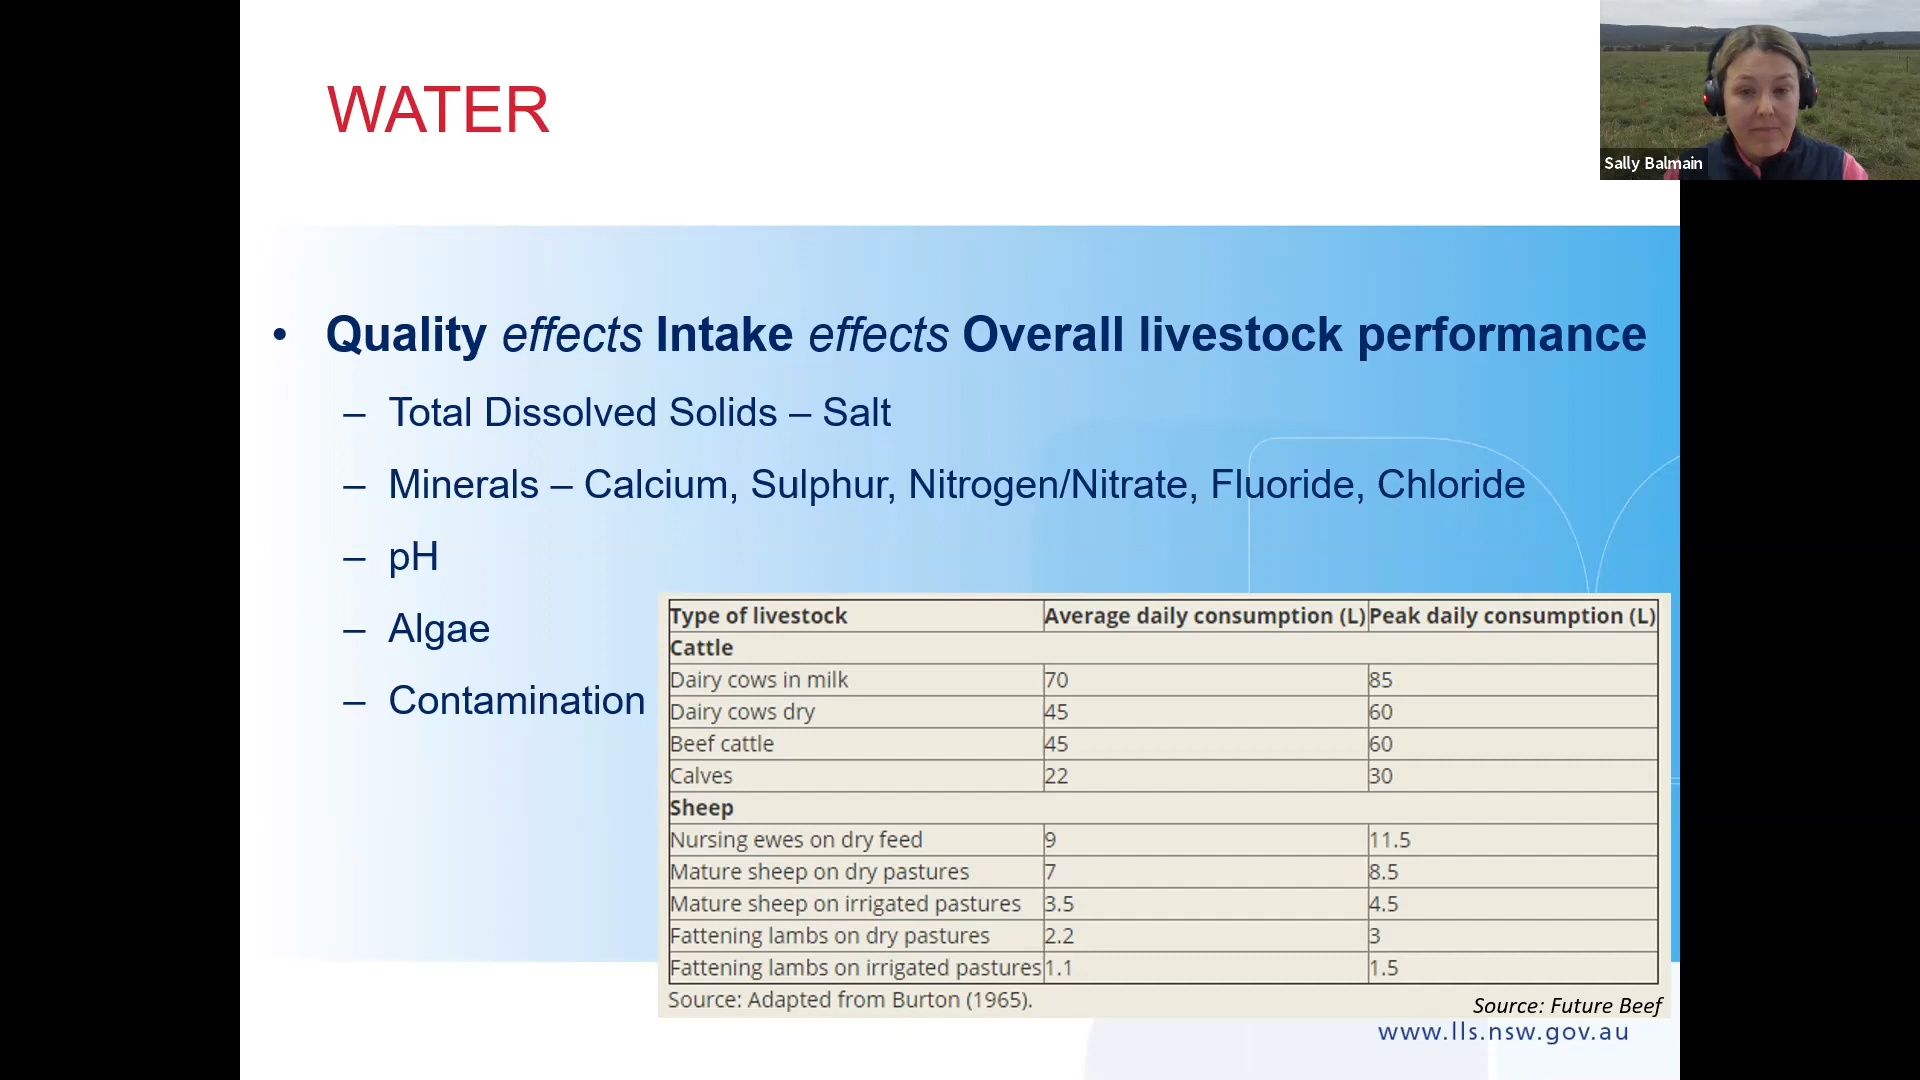 WATER
Sally Balmain
• Quality effects Intake effects Overall livestock performance
– Total Dissolved Solids – Salt
– Minerals – Calcium, Sulphur, Nitrogen/Nitrate, Fluoride, Chloride
– pH
– Algae
– Contamination
Type of livestock Average daily consumption (L) Peak daily consumption (L)
Cattle
Dairy cows in milk 70 85
Dairy cows dry 45 60
Beef cattle 45 60
Calves 22 30
Sheep
Nursing ewes on dry feed 9 11.5
Mature sheep on dry pastures 7 8.5
Mature sheep on irrigated pastures 3.5 4.5
Fattening lambs on dry pastures 2.2 3
Fattening lambs on irrigated pastures 1.1 1.5
Source: Adapted from Burton (1965).
Source: Future Beef
www.lls.nsw.gov.au